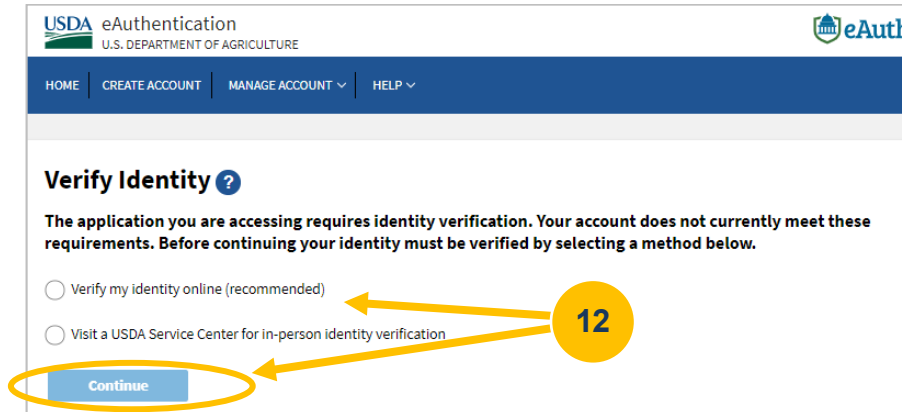 USDA eAuthentication
U.S. DEPARTMENT OF AGRICULTURE
eAuth
HOME CREATE ACCOUNT MANAGE ACCOUNT HELP
Verify Identity ?
The application you are accessing requires identity verification. Your account does not currently meet these
requirements. Before continuing your identity must be verified by selecting a method below.
Verify my identity online (recommended)
12
Visit a USDA Service Center for in-person identity verification
Continue